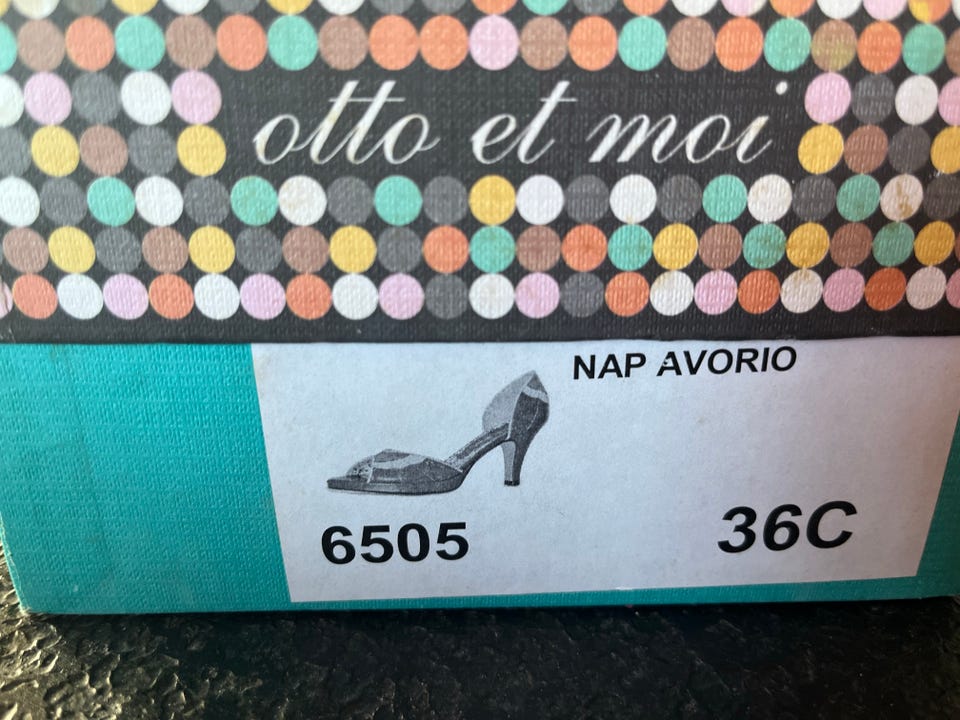 otto et moi
NAP AVORIO
6505
36C